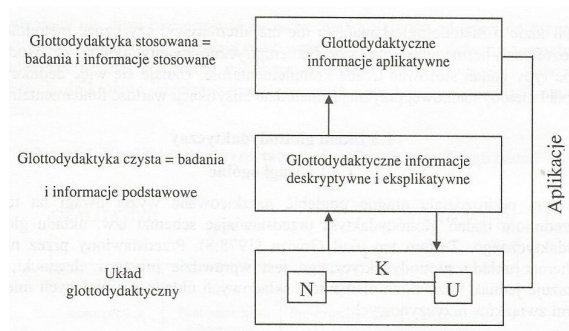 Glottodydaktyka stosowana =
badania i informacje stosowane
Glottodydaktyczne
informacje aplikatywne
Glottodydaktyka czysta = badania
i informacje podstawowe
Glottodydaktyczne informacje
deskryptywne i eksplikatywne
Aplikacje
Układ
glottodydaktyczny
K
N
U